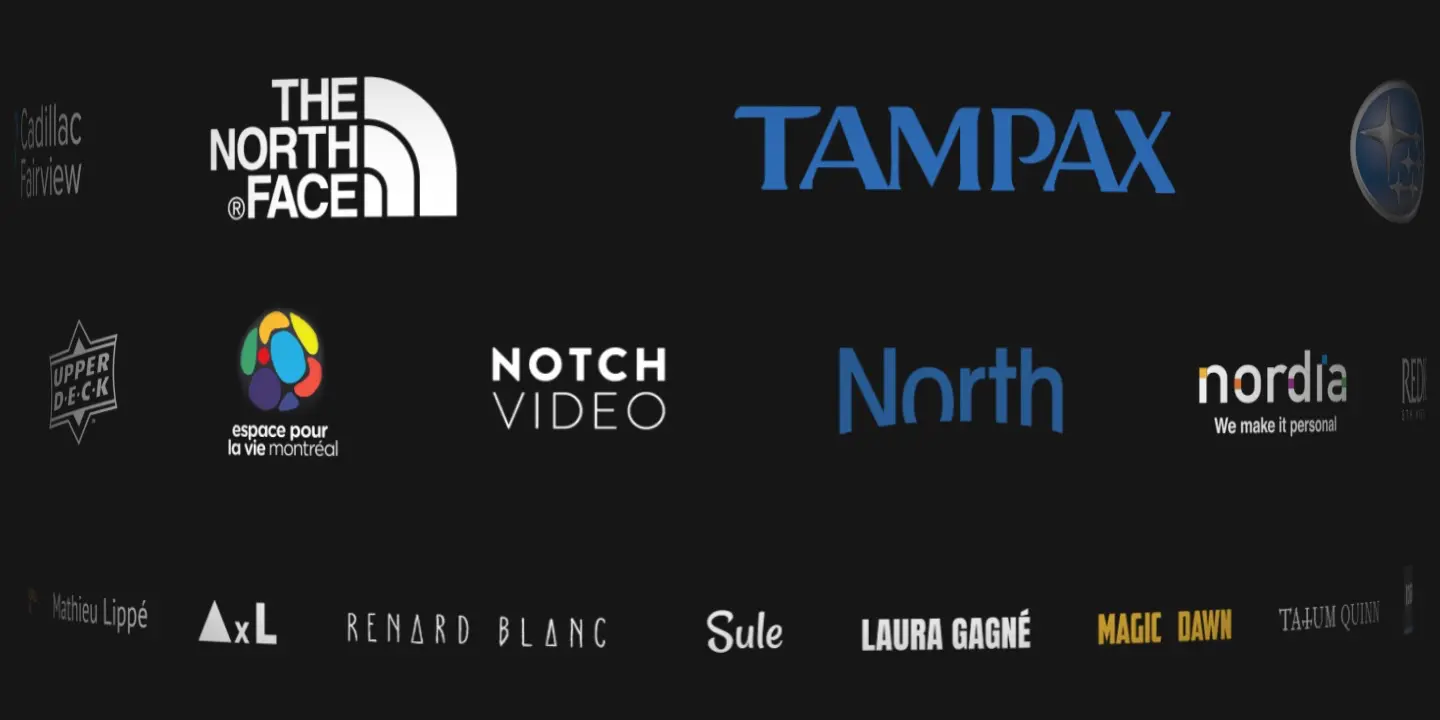 Cadillac
Fairview
THE
NORTH
® FACE
TAMPAX
UPPER
D·E·C·K
espace pour
la vie montréal
NOTCH
VIDEO
North
nordia
We make it personal
Mathieu Lippé
AxL
RENARD BLANC
Sule
LAURA GAGNÉ
MAGIC DAWN
TATUM QUINN